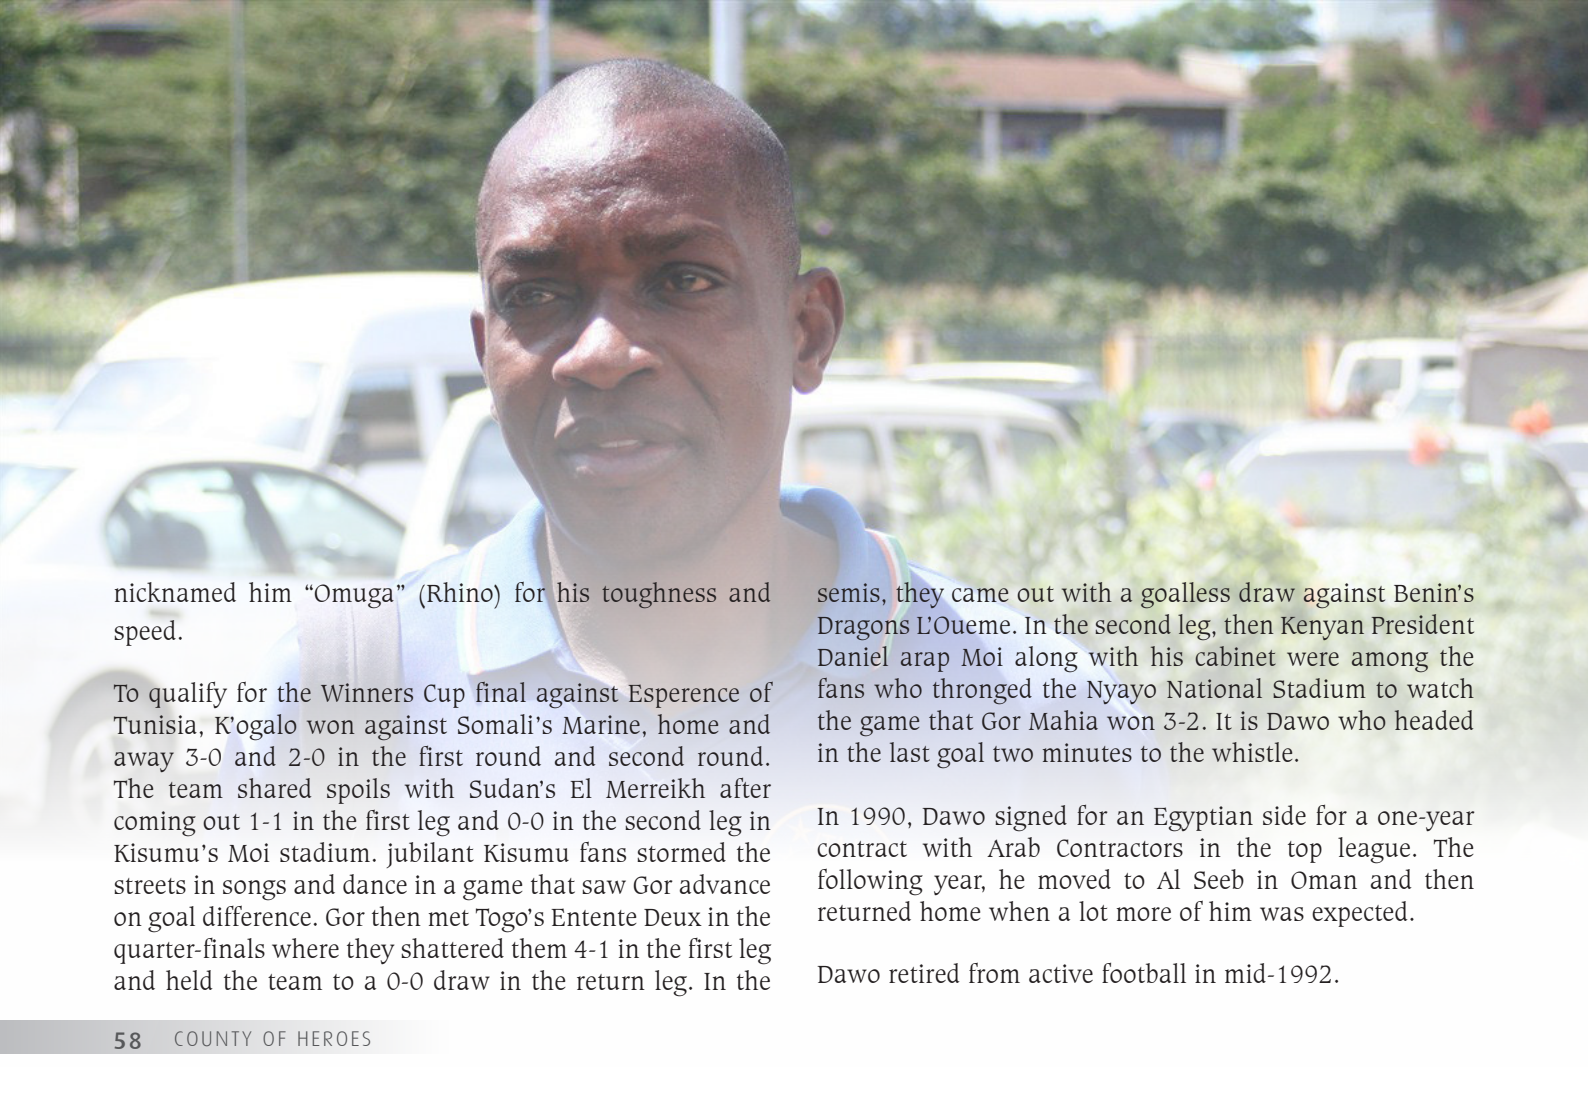 nicknamed him “Omuga” (Rhino) for his toughness and
speed.
To qualify for the Winners Cup final against Esperence of
Tunisia, K’ogalo won against Somali’s Marine, home and
away 3-0 and 2-0 in the first round and second round.
The team shared spoils with Sudan’s El Merreikh after
coming out 1-1 in the first leg and 0-0 in the second leg in
Kisumu’s Moi stadium. jubilant Kisumu fans stormed the
streets in songs and dance in a game that saw Gor advance
on goal difference. Gor then met Togo’s Entente Deux in the
quarter-finals where they shattered them 4-1 in the first leg
and held the team to a 0-0 draw in the return leg. In the
semis, they came out with a goalless draw against Benin’s
Dragons L’Oueme. In the second leg, then Kenyan President
Daniel arap Moi along with his cabinet were among the
fans who thronged the Nyayo National Stadium to watch
the game that Gor Mahia won 3-2. It is Dawo who headed
in the last goal two minutes to the whistle.
In 1990, Dawo signed for an Egyptian side for a one-year
contract with Arab Contractors in the top league. The
following year, he moved to Al Seeb in Oman and then
returned home when a lot more of him was expected.
Dawo retired from active football in mid-1992.
58 COUNTY OF HEROES